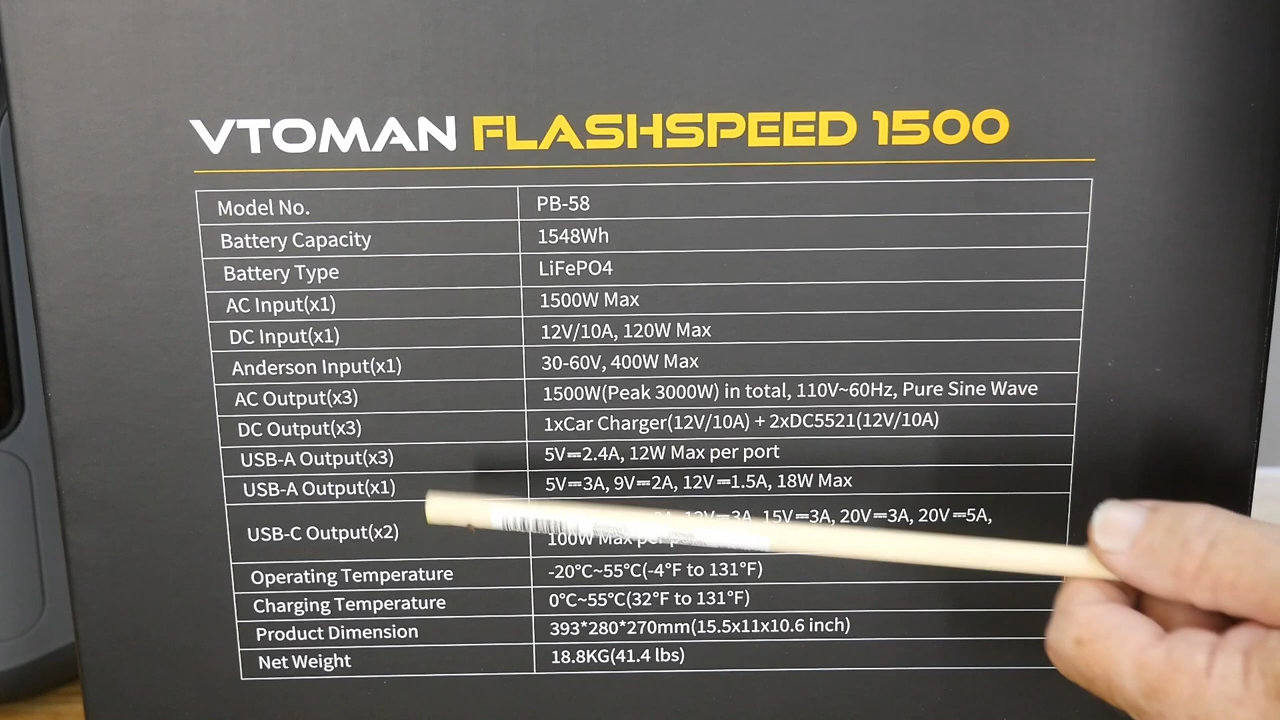 VTOMAN FLASHSPEED 1500
Model No. PB-58
Battery Capacity 1548Wh
Battery Type LiFePO4
AC Input(x1) 1500W Max
DC Input(x1) 12V/10A, 120W Max
Anderson Input(x1) 30-60V, 400W Max
AC Output(x3) 1500W(Peak 3000W) in total, 110V~60Hz, Pure Sine Wave
DC Output(x3) 1xCar Charger(12V/10A) + 2xDC5521(12V/10A)
USB-A Output(x3) 5V⎓2.4A, 12W Max per port
USB-A Output(x1) 5V⎓3A, 9V⎓2A, 12V⎓1.5A, 18W Max
USB-C Output(x2) 12V⎓3A, 15V⎓3A, 20V⎓3A, 20V⎓5A,
100W Max per
Operating Temperature -20°C~55°C(-4°F to 131°F)
Charging Temperature 0°C~55°C(32°F to 131°F)
Product Dimension 393*280*270mm(15.5x11x10.6 inch)
Net Weight 18.8KG(41.4 lbs)